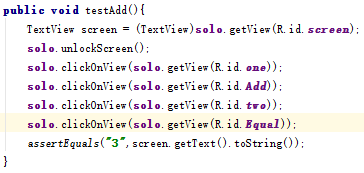 public void testAdd(){
TextView screen = (TextView)solo.getView(R.id.screen);
solo.unlockScreen();
solo.clickOnView(solo.getView(R.id.one));
solo.clickOnView(solo.getView(R.id.Add));
solo.clickOnView(solo.getView(R.id.two));
solo.clickOnView(solo.getView(R.id.Equal));
assertEquals("3",screen.getText().toString());
}